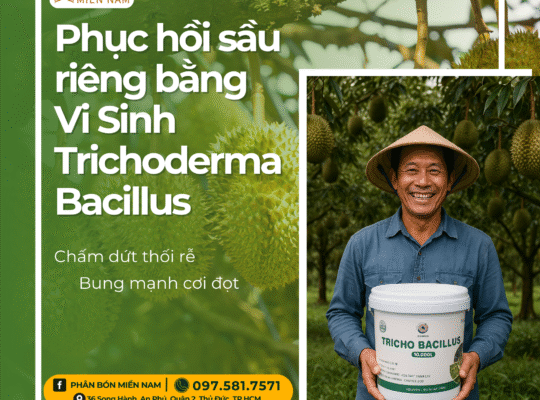 MIỀN NAM
Phục hồi sầu
riêng bằng
Vi Sinh
Trichoderma
Bacillus
Chấm dứt thối rễ
Bung mạnh cơi đọt
TRICHO BACILLUS
PHÂN BÓN MIỀN NAM | 097.581.7571
36 Song Hành, An Phú, Quận 2, Thủ Đức, TP.HCM